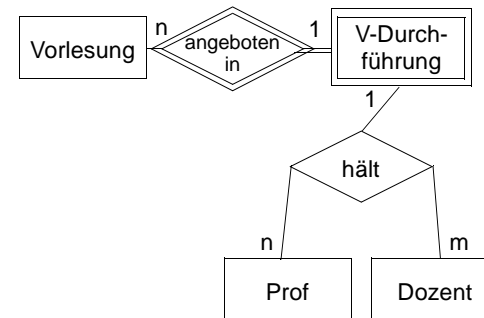 n
1
Vorlesung
angeboten
in
V-Durch-
führung
1
hält
n
m
Prof
Dozent